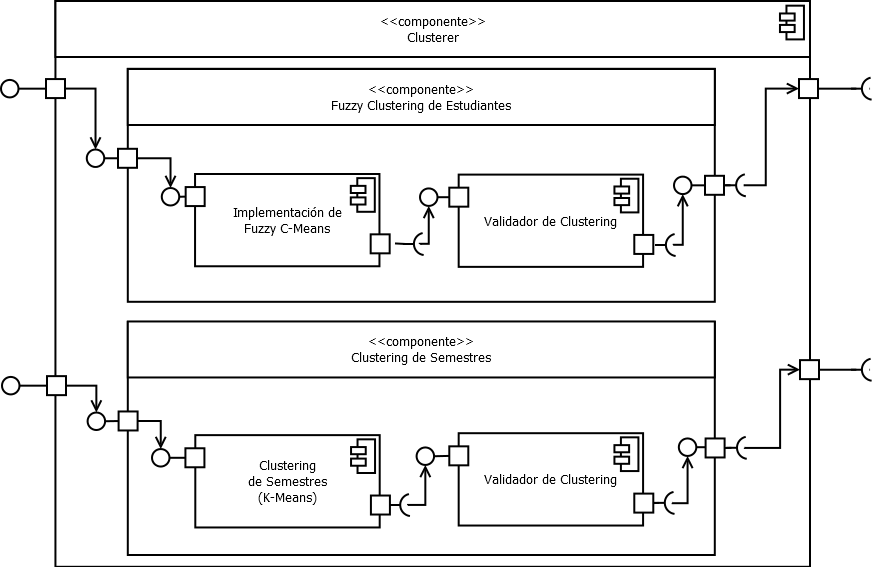 <<componente>>
Clusterer
<<componente>>
Fuzzy Clustering de Estudiantes
Implementación de
Fuzzy C-Means
Validador de Clustering
<<componente>>
Clustering de Semestres
Clustering
de Semestres
(K-Means)
Validador de Clustering